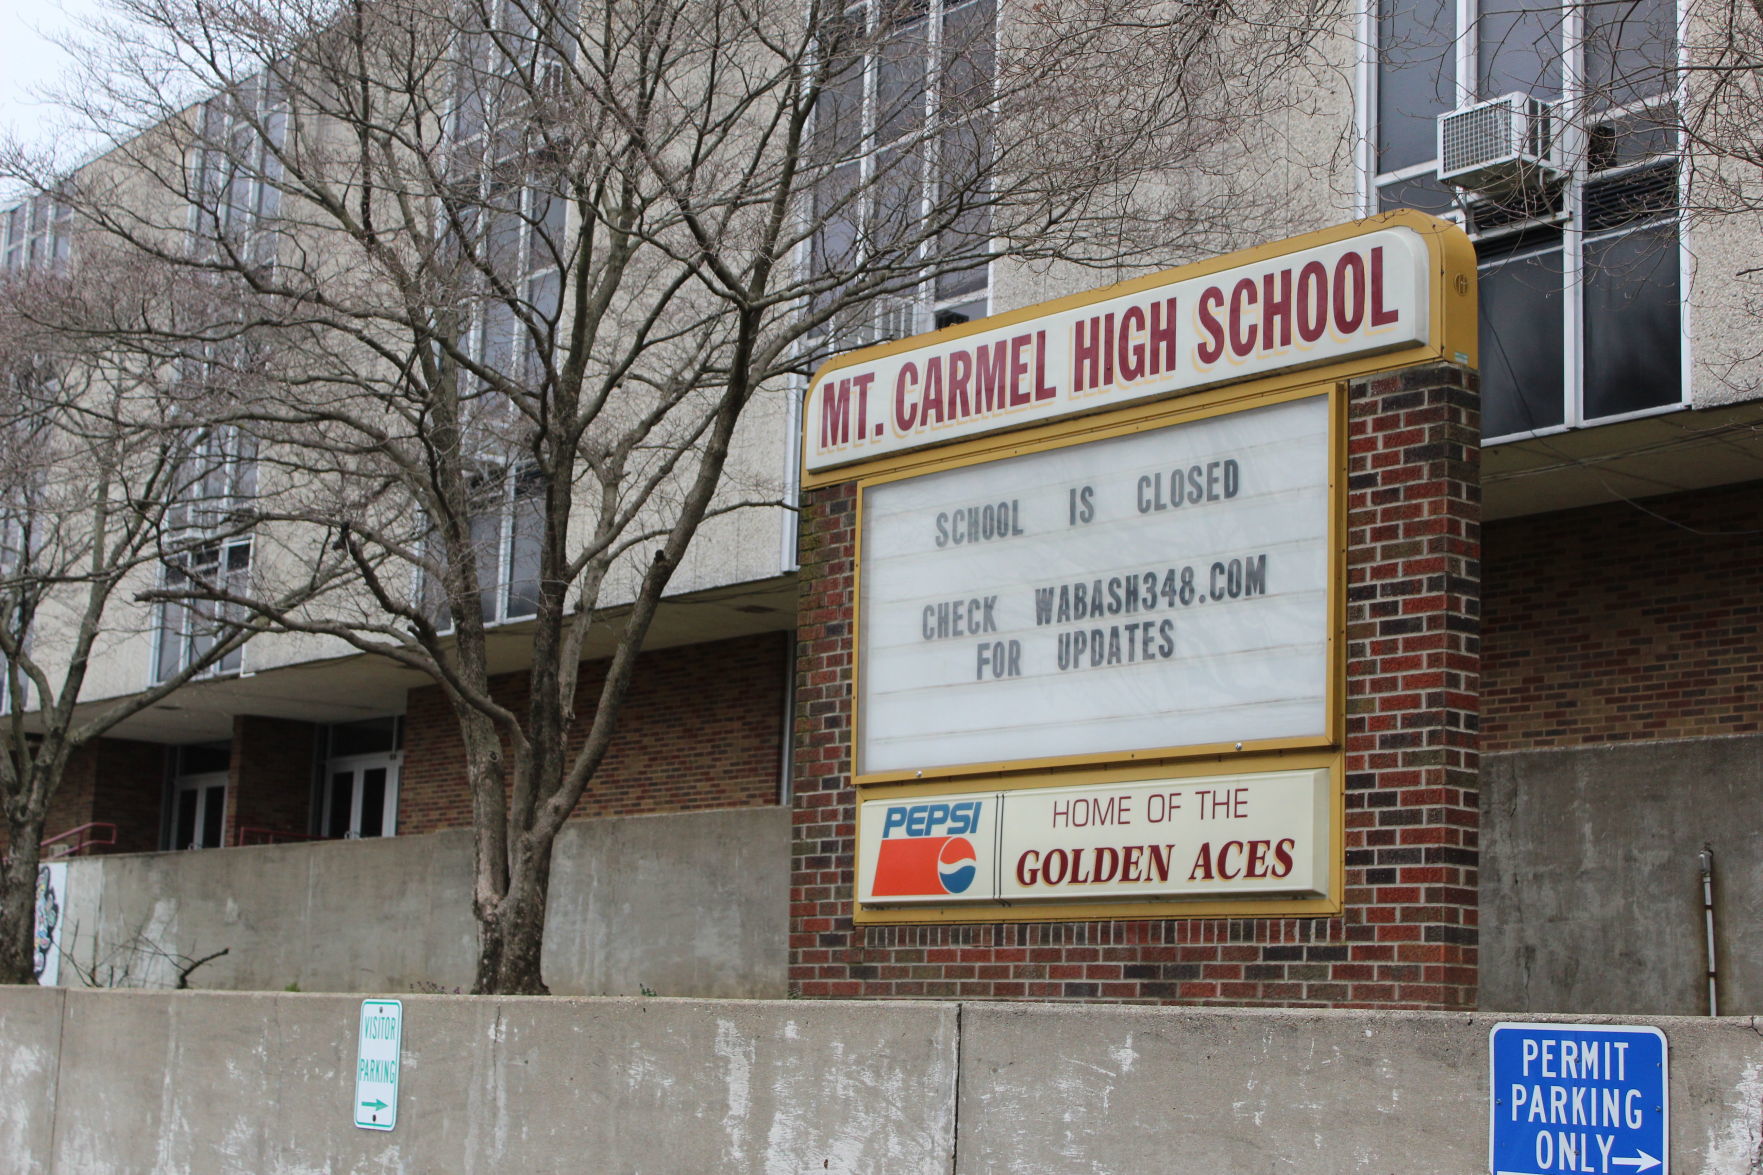 MT. CARMEL HIGH SCHOOL
SCHOOL IS CLOSED
CHECK WABASH348.COM
FOR UPDATES
PEPSI
HOME OF THE
GOLDEN ACES
VISITOR
PARKING
PERMIT
PARKING
ONLY